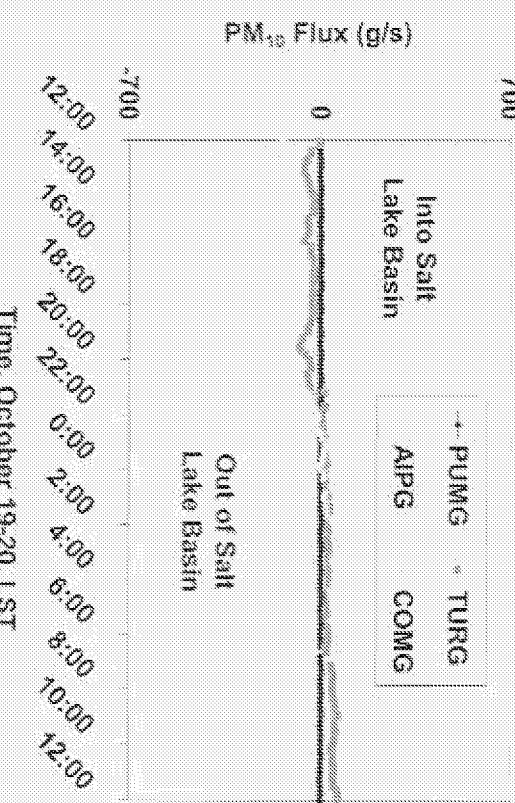 PM₁₀ Flux (g/s)
700
0
-700
Into Salt
Lake Basin
PUMG
TURG
AIPG
COMG
Out of Salt
Lake Basin
12:00
14:00
16:00
18:00
20:00
22:00
0:00
2:00
4:00
6:00
8:00
10:00
12:00
Time, October 19-20 LST